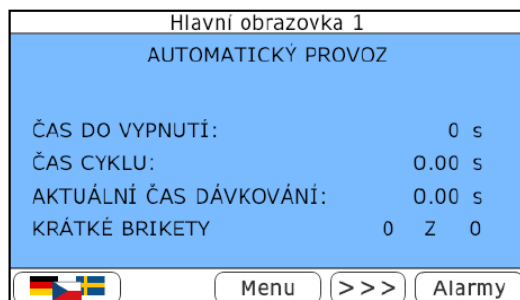 Hlavní obrazovka 1
AUTOMATICKÝ PROVOZ
ČAS DO VYPNUTÍ: 0 s
ČAS CYKLU: 0.00 s
AKTUÁLNÍ ČAS DÁVKOVÁNÍ: 0.00 s
KRÁTKÉ BRIKETY 0 Z 0
Menu >>> Alarmy